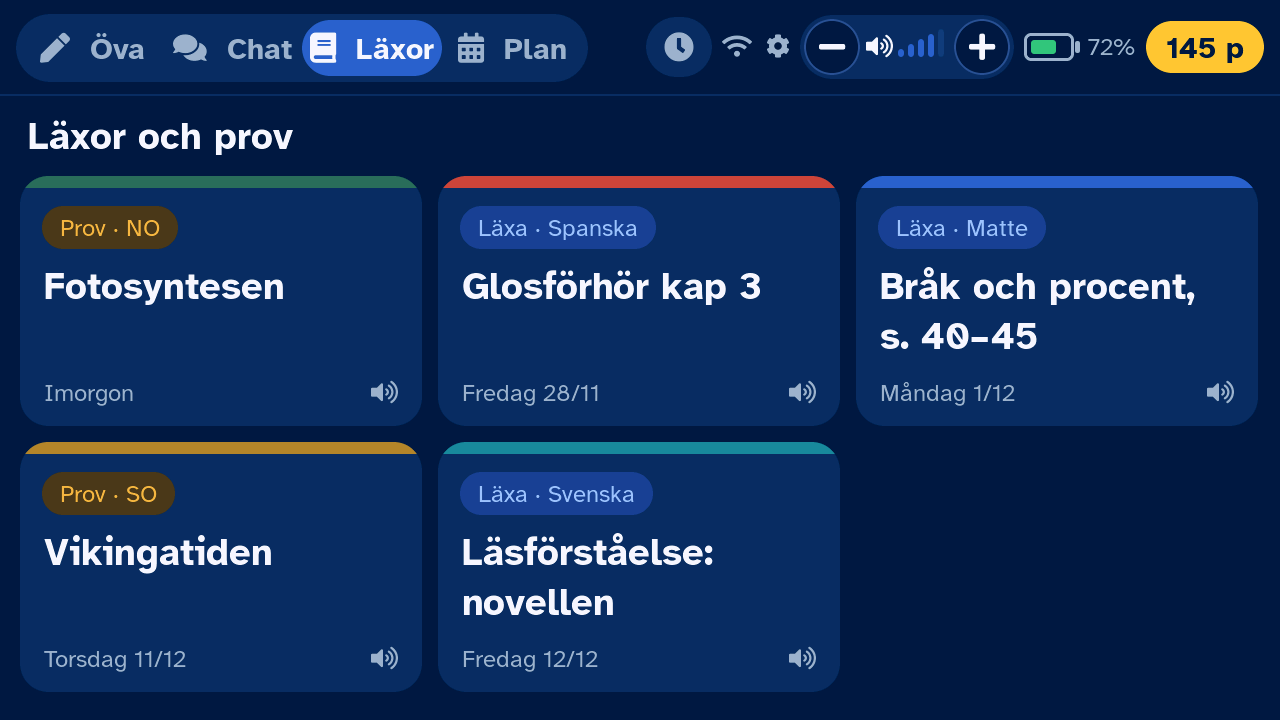 Öva Chat Läxor Plan 72% 145 p
Läxor och prov
Prov · NO
Fotosyntesen
Imorgon
Läxa · Spanska
Glosförhör kap 3
Fredag 28/11
Läxa · Matte
Bråk och procent,
s. 40–45
Måndag 1/12
Prov · SO
Vikingatiden
Torsdag 11/12
Läxa · Svenska
Läsförståelse:
novellen
Fredag 12/12